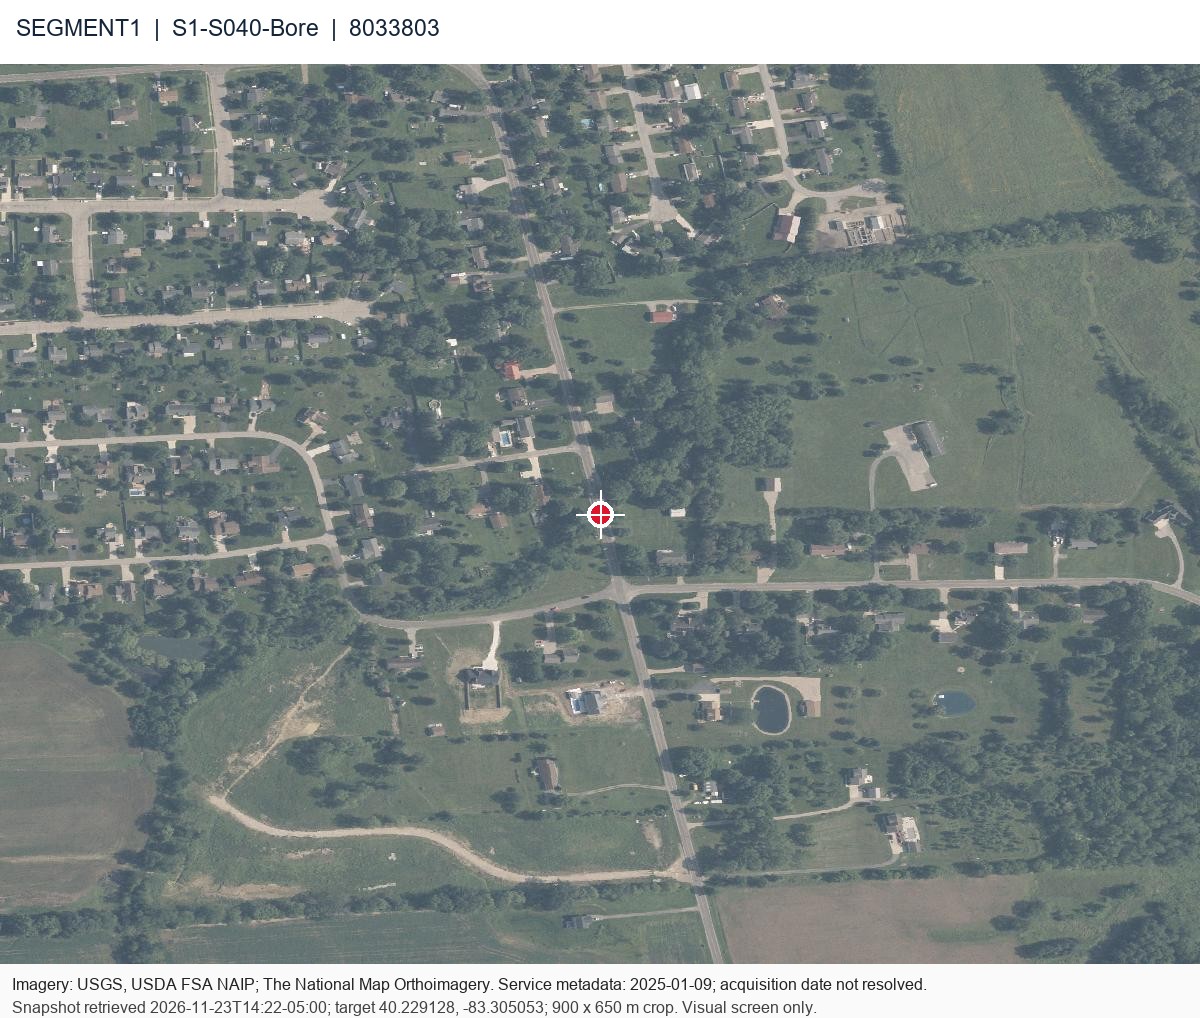 SEGMENT1 | S1-S040-Bore | 8033803
Imagery: USGS, USDA FSA NAIP; The National Map Orthoimagery. Service metadata: 2025-01-09; acquisition date not resolved.
Snapshot retrieved 2026-11-23T14:22-05:00; target 40.229128, -83.305053; 900 x 650 m crop. Visual screen only.